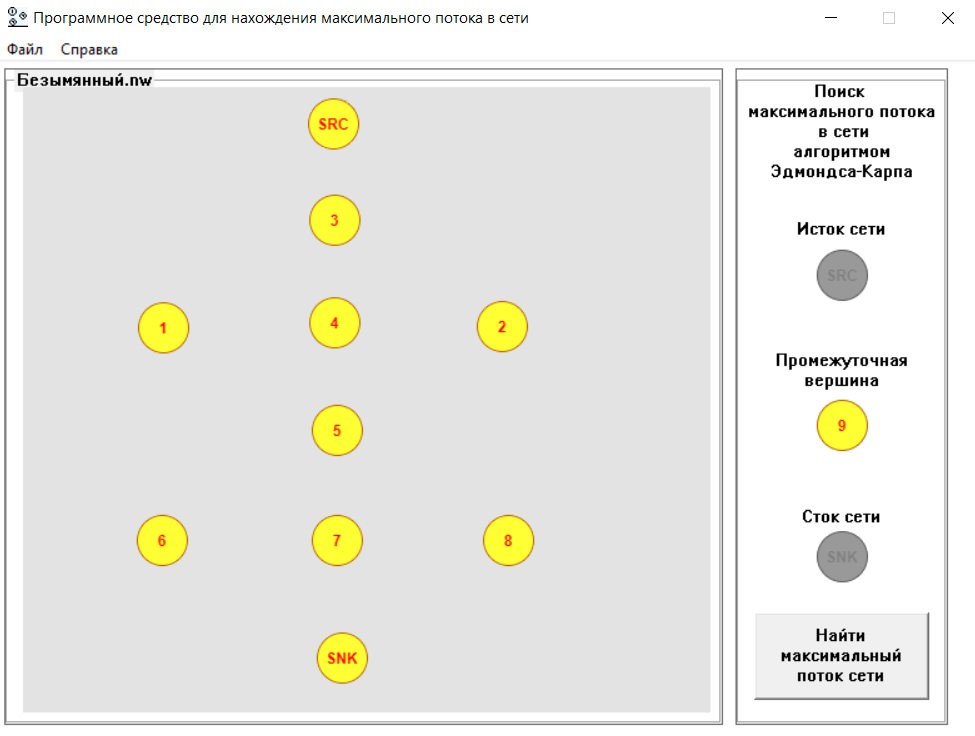 Программное средство для нахождения максимального потока в сети
Файл Справка
Безымянный.nw
SRC
3
1
4
2
5
6
7
8
SNK
Поиск
максимального потока
в сети
алгоритмом
Эдмондса-Карпа
Исток сети
SRC
Промежуточная
вершина
9
Сток сети
SNK
Найти
максимальный
поток сети